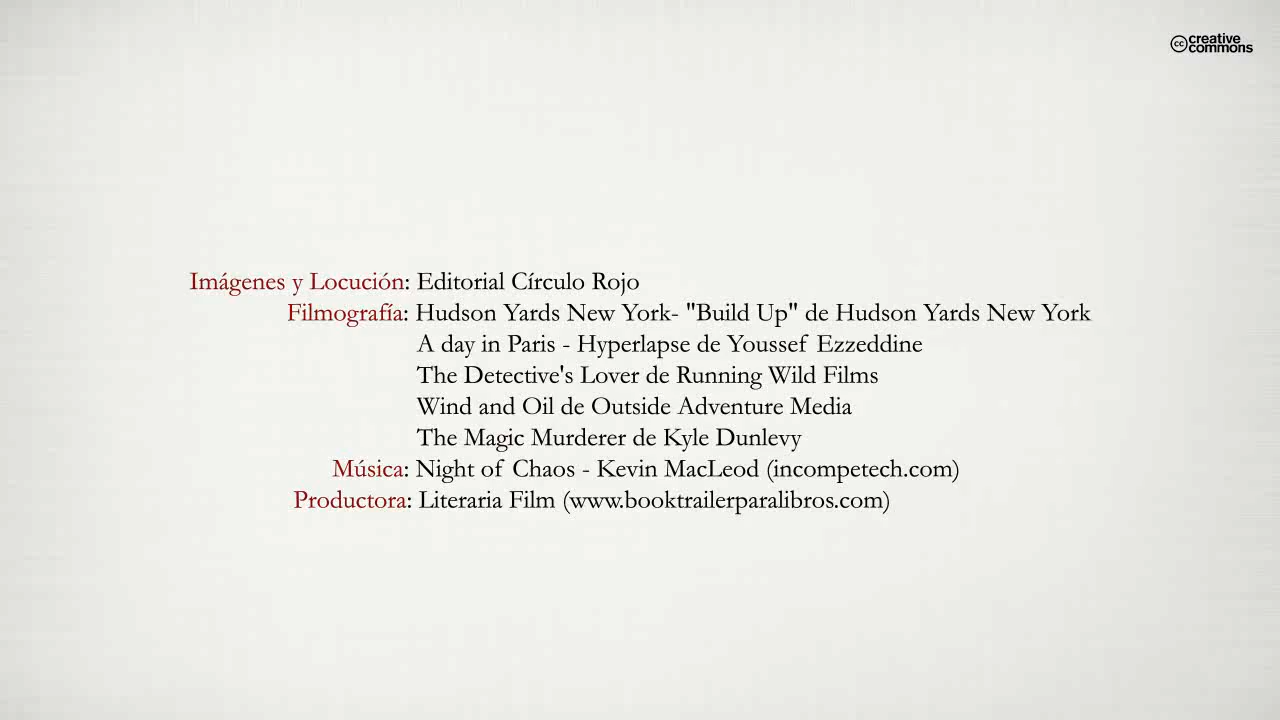 cc creative
commons
Imágenes y Locución: Editorial Círculo Rojo
Filmografía: Hudson Yards New York- "Build Up" de Hudson Yards New York
A day in Paris - Hyperlapse de Youssef Ezzeddine
The Detective's Lover de Running Wild Films
Wind and Oil de Outside Adventure Media
The Magic Murderer de Kyle Dunlevy
Música: Night of Chaos - Kevin MacLeod (incompetech.com)
Productora: Literaria Film (www.booktrailerparalibros.com)